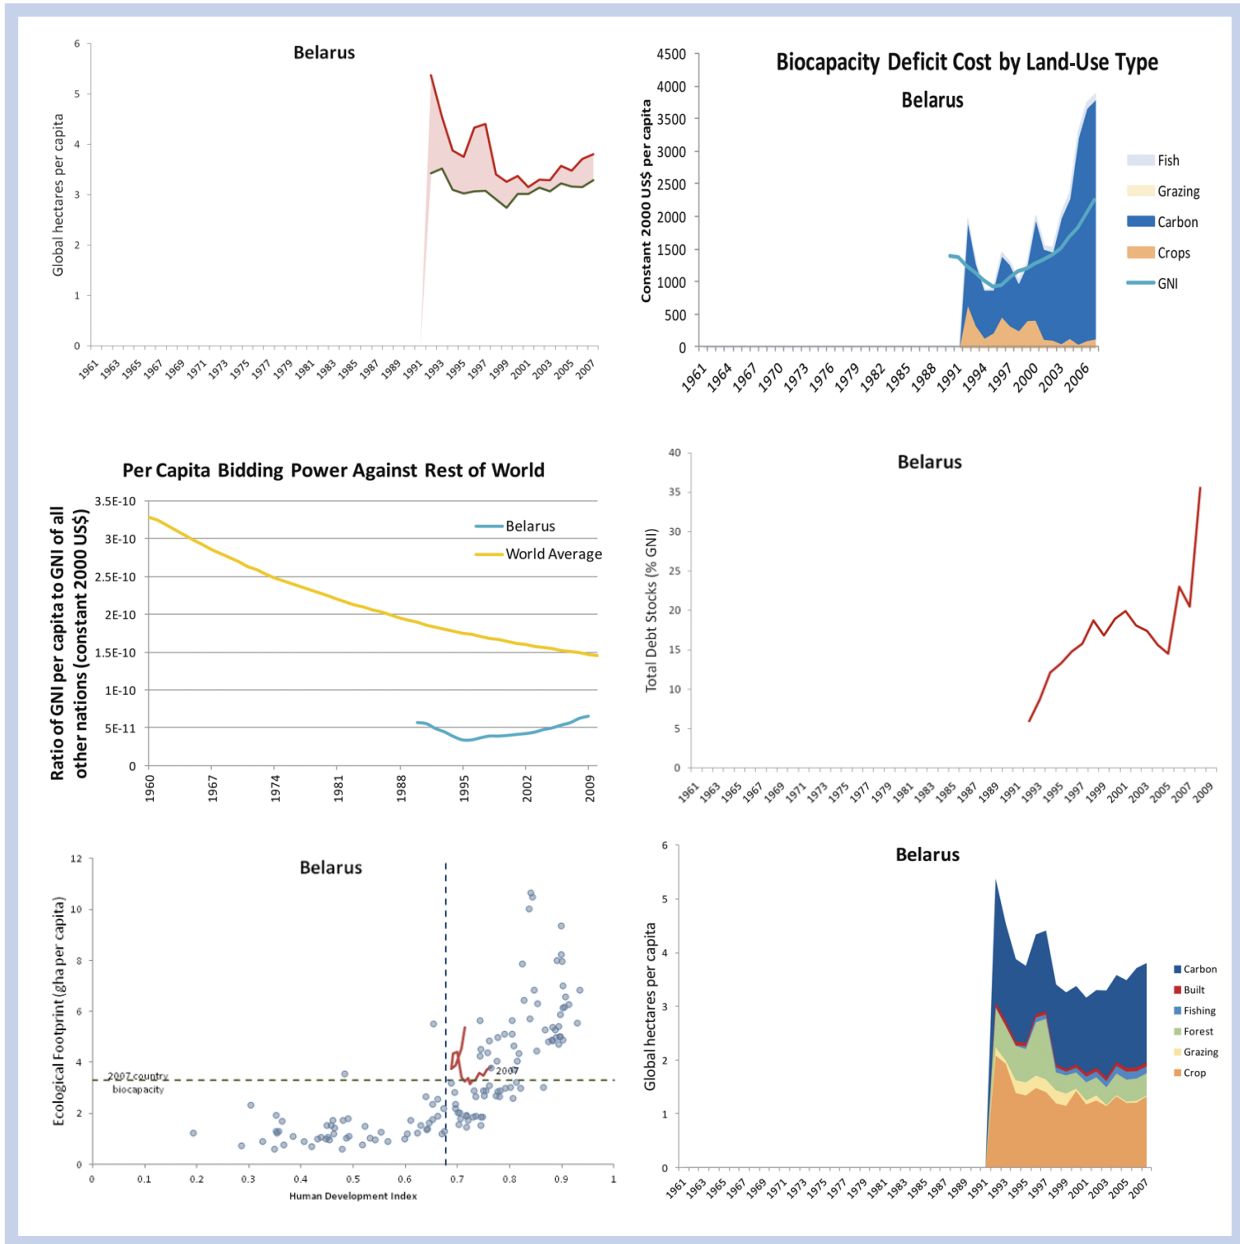 Belarus
Global hectares per capita
6
5
4
3
2
1
0
1961 1963 1965 1967 1969 1971 1973 1975 1977 1979 1981 1983 1985 1987 1989 1991 1993 1995 1997 1999 2001 2003 2005 2007
Biocapacity Deficit Cost by Land-Use Type
Belarus
Constant 2000 US$ per capita
4500
4000
3500
3000
2500
2000
1500
1000
500
0
1961 1964 1967 1970 1973 1976 1979 1982 1985 1988 1991 1994 1997 2000 2003 2006
Fish
Grazing
Carbon
Crops
GNI
Per Capita Bidding Power Against Rest of World
Ratio of GNI per capita to GNI of all
other nations (constant 2000 US$)
3.5E-10
3E-10
2.5E-10
2E-10
1.5E-10
1E-10
5E-11
0
Belarus
World Average
1960 1967 1974 1981 1988 1995 2002 2009
Belarus
Total Debt Stocks (% GNI)
40
35
30
25
20
15
10
5
0
1961 1963 1965 1967 1969 1971 1973 1975 1977 1979 1981 1983 1985 1987 1989 1991 1993 1995 1997 1999 2001 2003 2005 2007 2009
Belarus
Ecological Footprint (gha per capita)
12
10
8
6
4
2
0
2007
2007 country
biocapacity
0 0.1 0.2 0.3 0.4 0.5 0.6 0.7 0.8 0.9 1
Human Development Index
Belarus
Global hectares per capita
6
5
4
3
2
1
0
Carbon
Built
Fishing
Forest
Grazing
Crop
1961 1963 1965 1967 1969 1971 1973 1975 1977 1979 1981 1983 1985 1987 1989 1991 1993 1995 1997 1999 2001 2003 2005 2007